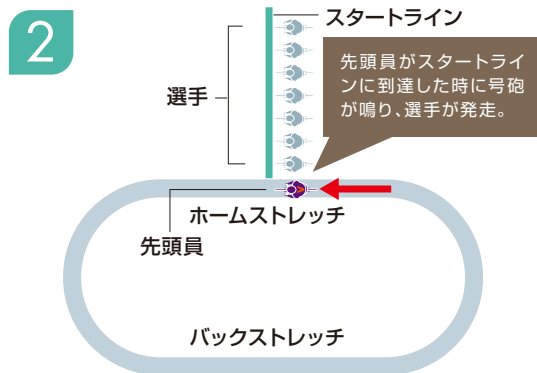 2
スタートライン
先頭員がスタートライ
ンに到達した時に号砲
が鳴り、選手が発走。
選手
ホームストレッチ
先頭員
バックストレッチ